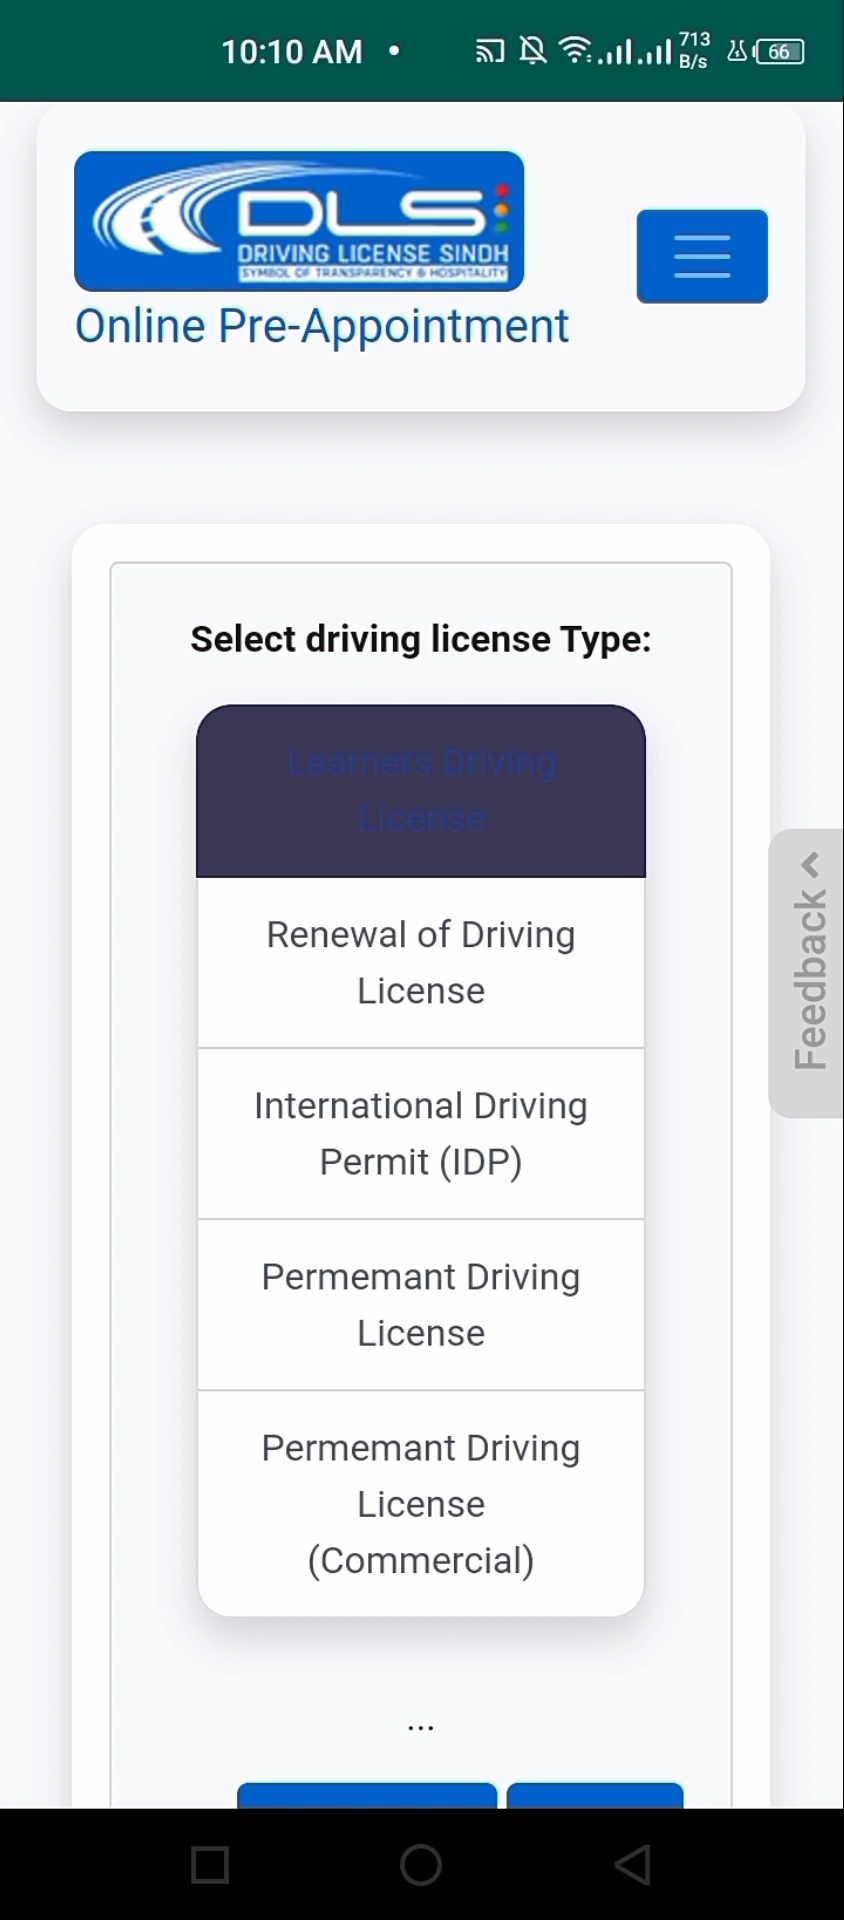 10:10 AM
713
B/s
66
DLS
DRIVING LICENSE SINDH
SYMBOL OF TRANSPARENCY & HOSPITALITY
Online Pre-Appointment
Select driving license Type:
Learners Driving
License
Renewal of Driving
License
International Driving
Permit (IDP)
Permemant Driving
License
Permemant Driving
License
(Commercial)
...
Feedback